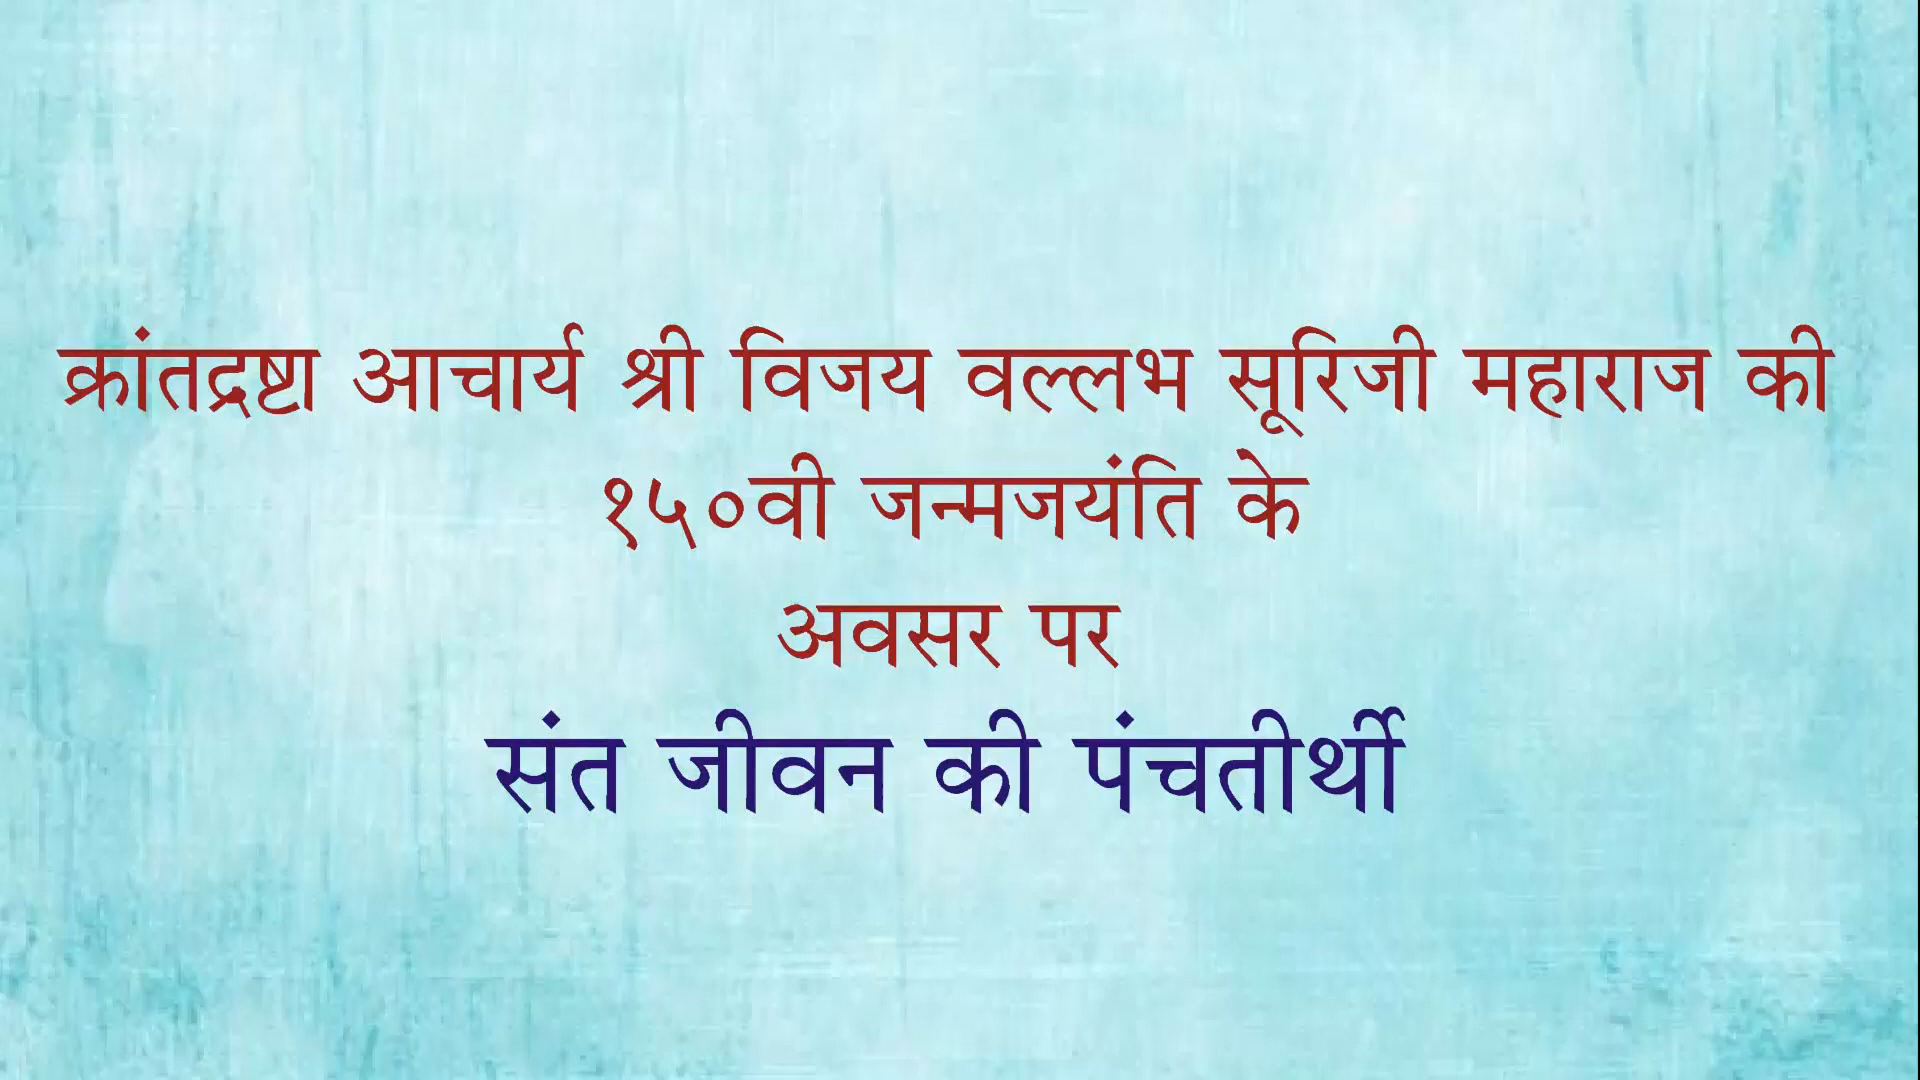 क्रांतद्रष्टा आचार्य श्री विजय वल्लभ सूरिजी महाराज की
१५०वी जन्मजयंति के
अवसर पर
संत जीवन की पंचतीर्थी